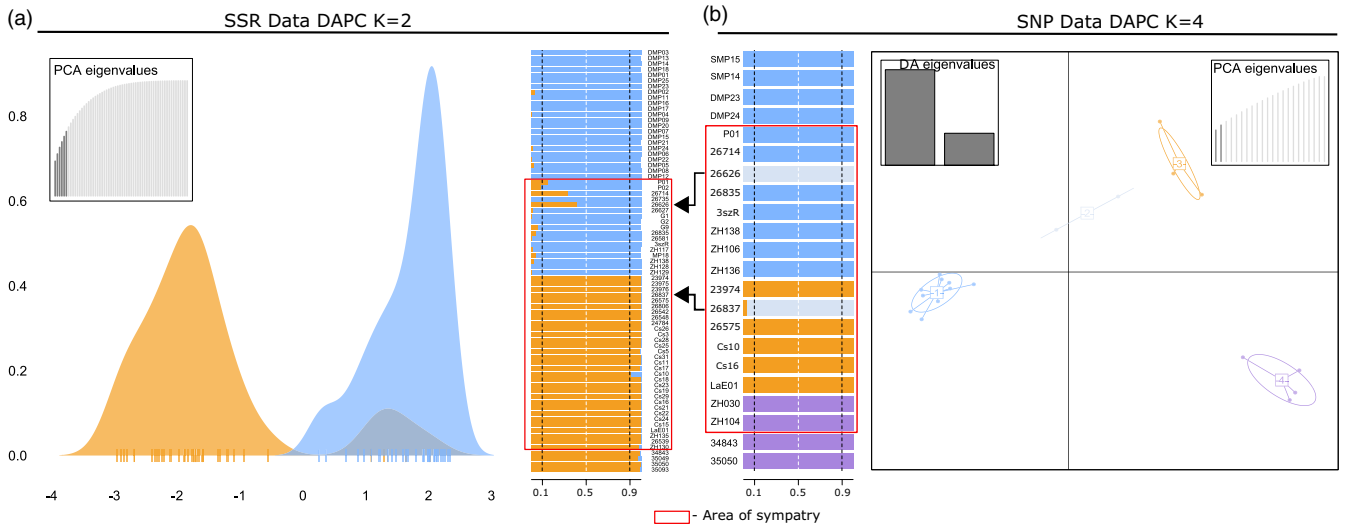 (a)
SSR Data DAPC K=2
PCA eigenvalues
0.8
0.6
0.4
0.2
0.0
-4
-3
-2
-1
0
1
2
3
DMP03
DMP13
DMP14
DMP18
DMP01
DMP25
DMP23
DMP02
DMP11
DMP16
DMP17
DMP04
DMP09
DMP20
DMP07
DMP15
DMP21
DMP24
DMP06
DMP22
DMP05
DMP08
DMP12
P01
P02
26714
26735
26626
26627
G1
G2
G9
26835
26581
3szR
ZH117
MP18
ZH138
ZH128
ZH129
23974
23975
23976
26837
26575
26806
26542
26548
24784
Cs26
Cs3
Cs28
Cs25
Cs5
Cs31
Cs11
Cs17
Cs10
Cs18
Cs23
Cs19
Cs29
Cs16
Cs21
Cs22
Cs24
Cs15
LaE01
ZH135
26539
ZH130
34843
35049
35050
35093
0.1
0.5
0.9
(b)
SNP Data DAPC K=4
SMP15
SMP14
DMP23
DMP24
P01
26714
26626
26835
3szR
ZH138
ZH106
ZH136
23974
26837
26575
Cs10
Cs16
LaE01
ZH030
ZH104
34843
35050
0.1
0.5
0.9
DA eigenvalues
PCA eigenvalues
3
2
1
4
- Area of sympatry